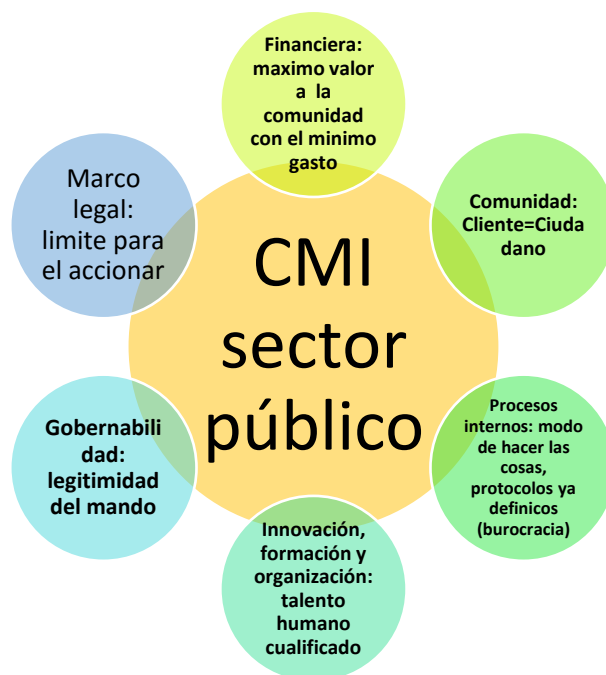 Financiera:
maximo valor
a la
comunidad
con el minimo
gasto
Marco
legal:
limite para
el accionar
Comunidad:
Cliente=Ciuda
dano
CMI
sector
público
Gobernabili
dad:
legitimidad
del mando
Procesos
internos: modo
de hacer las
cosas,
protocolos ya
definicos
(burocracia)
Innovación,
formación y
organización:
talento
humano
cualificado